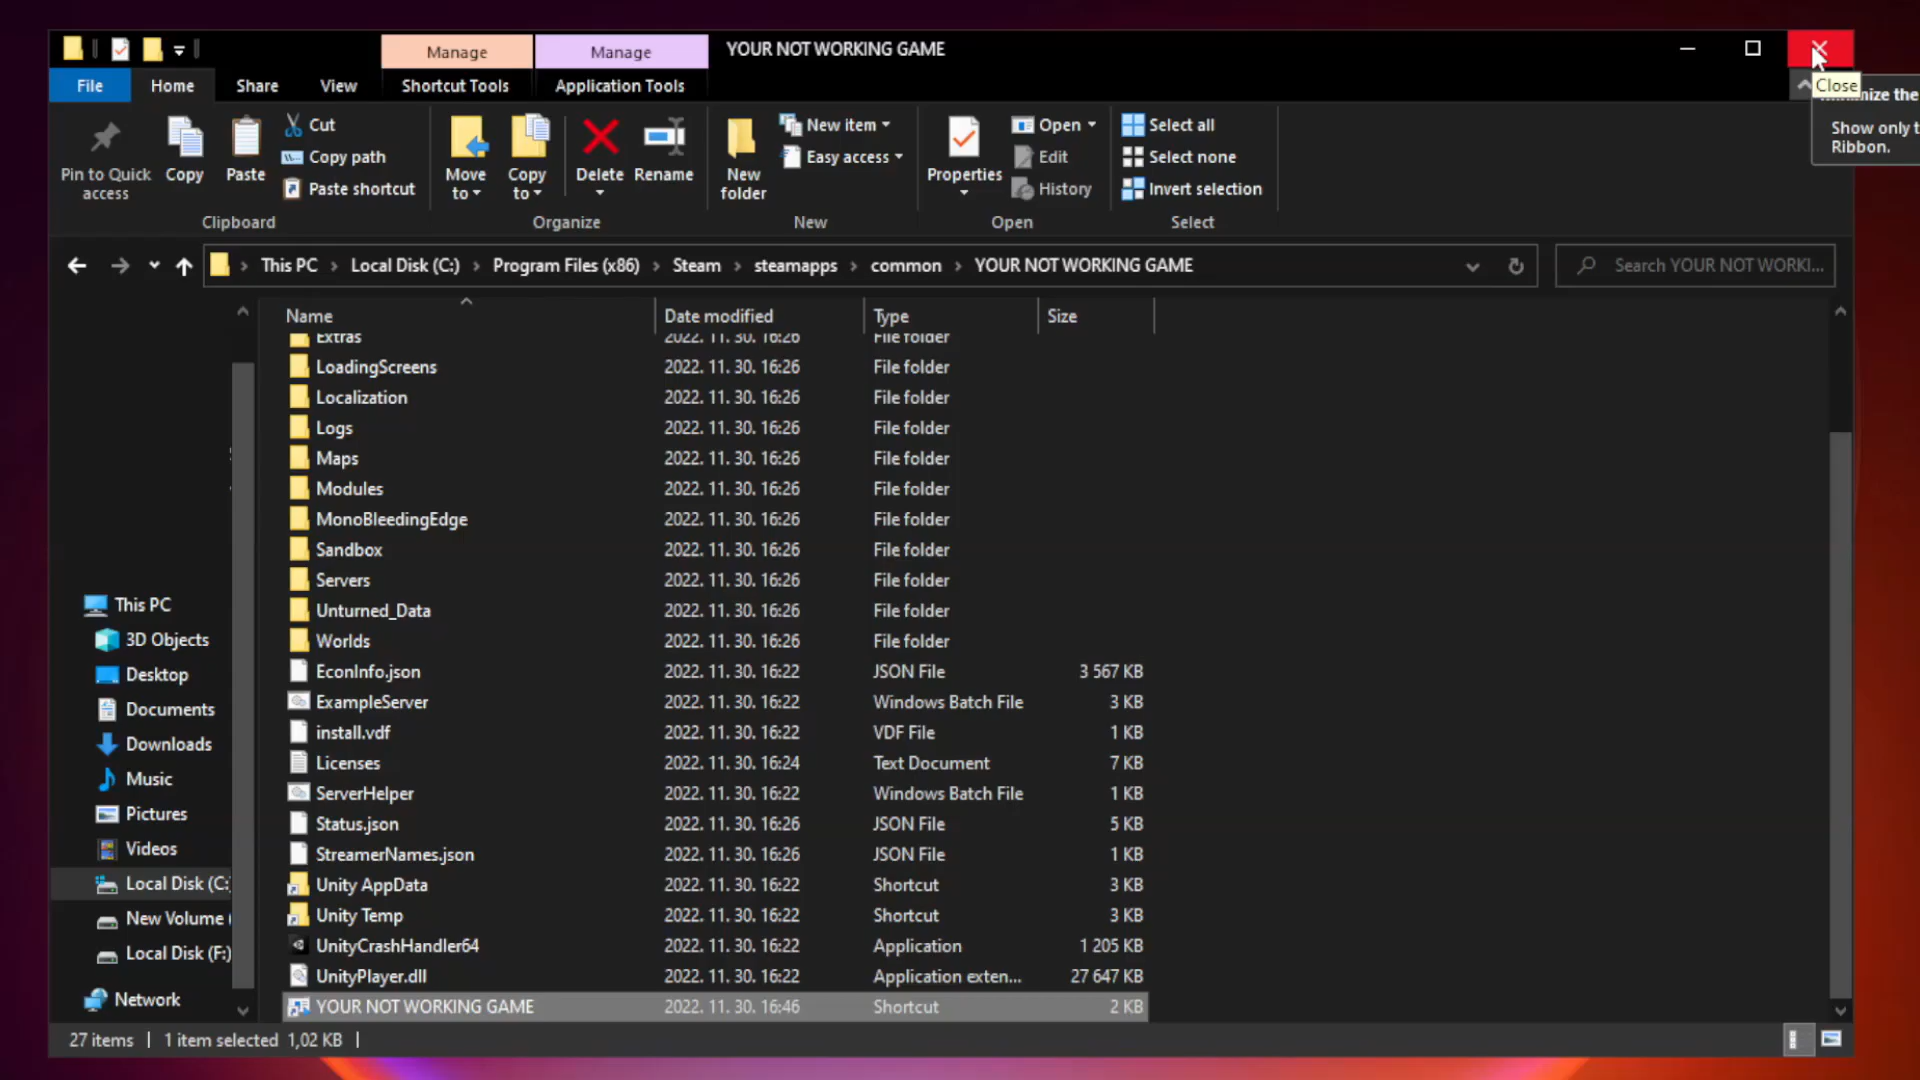 Manage
Manage
YOUR NOT WORKING GAME
File
Home
Share
View
Shortcut Tools
Application Tools
Close
the
Show only t
Ribbon.
Pin to Quick access
Copy
Paste
Cut
Copy path
Paste shortcut
Clipboard
Move to
Copy to
Delete
Rename
Organize
New folder
New item
Easy access
New
Properties
Open
Edit
History
Open
Select all
Select none
Invert selection
Select
This PC
Local Disk (C:)
Program Files (x86)
Steam
steamapps
common
YOUR NOT WORKING GAME
Search YOUR NOT WORKI...
Name
Date modified
Type
Size
Extras 2022. 11. 30. 16:26 File folder
LoadingScreens 2022. 11. 30. 16:26 File folder
Localization 2022. 11. 30. 16:26 File folder
Logs 2022. 11. 30. 16:26 File folder
Maps 2022. 11. 30. 16:26 File folder
Modules 2022. 11. 30. 16:26 File folder
MonoBleedingEdge 2022. 11. 30. 16:26 File folder
Sandbox 2022. 11. 30. 16:26 File folder
Servers 2022. 11. 30. 16:26 File folder
Unturned_Data 2022. 11. 30. 16:26 File folder
Worlds 2022. 11. 30. 16:26 File folder
EconInfo.json 2022. 11. 30. 16:22 JSON File 3 567 KB
ExampleServer 2022. 11. 30. 16:22 Windows Batch File 3 KB
install.vdf 2022. 11. 30. 16:22 VDF File 1 KB
Licenses 2022. 11. 30. 16:24 Text Document 7 KB
ServerHelper 2022. 11. 30. 16:22 Windows Batch File 1 KB
Status.json 2022. 11. 30. 16:26 JSON File 5 KB
StreamerNames.json 2022. 11. 30. 16:26 JSON File 1 KB
Unity AppData 2022. 11. 30. 16:22 Shortcut 3 KB
Unity Temp 2022. 11. 30. 16:22 Shortcut 3 KB
UnityCrashHandler64 2022. 11. 30. 16:22 Application 1 205 KB
UnityPlayer.dll 2022. 11. 30. 16:22 Application exten... 27 647 KB
YOUR NOT WORKING GAME 2022. 11. 30. 16:46 Shortcut 2 KB
This PC
3D Objects
Desktop
Documents
Downloads
Music
Pictures
Videos
Local Disk (C:
New Volume (
Local Disk (F:)
Network
27 items
1 item selected 1,02 KB